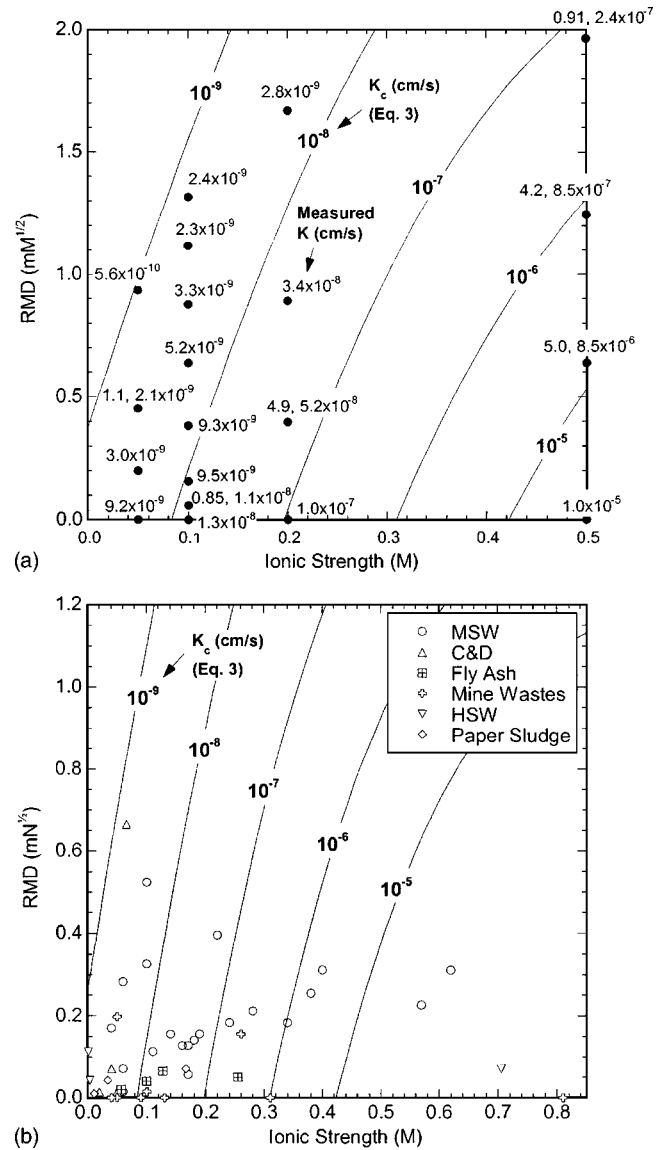 0.91, 2.4x10⁻⁷
2.0
10⁻⁹
2.8x10⁻⁹
K_c (cm/s)
(Eq. 3)
10⁻⁸
1.5
10⁻⁷
2.4x10⁻⁹
4.2, 8.5x10⁻⁷
Measured
K (cm/s)
2.3x10⁻⁹
RMD (mM^1/2)
1.0
5.6x10⁻¹⁰
3.3x10⁻⁹
3.4x10⁻⁸
10⁻⁶
5.2x10⁻⁹
5.0, 8.5x10⁻⁶
0.5
1.1, 2.1x10⁻⁹
9.3x10⁻⁹
4.9, 5.2x10⁻⁸
10⁻⁵
3.0x10⁻⁹
9.5x10⁻⁹
0.85, 1.1x10⁻⁸
9.2x10⁻⁹
1.3x10⁻⁸
1.0x10⁻⁷
1.0x10⁻⁵
0.0
0.0 0.1 0.2 0.3 0.4 0.5
(a)
Ionic Strength (M)
1.2
K_c (cm/s)
(Eq. 3)
MSW
C&D
Fly Ash
Mine Wastes
HSW
Paper Sludge
1.0
10⁻⁹
10⁻⁸
0.8
10⁻⁷
RMD (mN^½)
0.6
10⁻⁶
10⁻⁵
0.4
0.2
0.0
0.0 0.1 0.2 0.3 0.4 0.5 0.6 0.7 0.8
(b)
Ionic Strength (M)